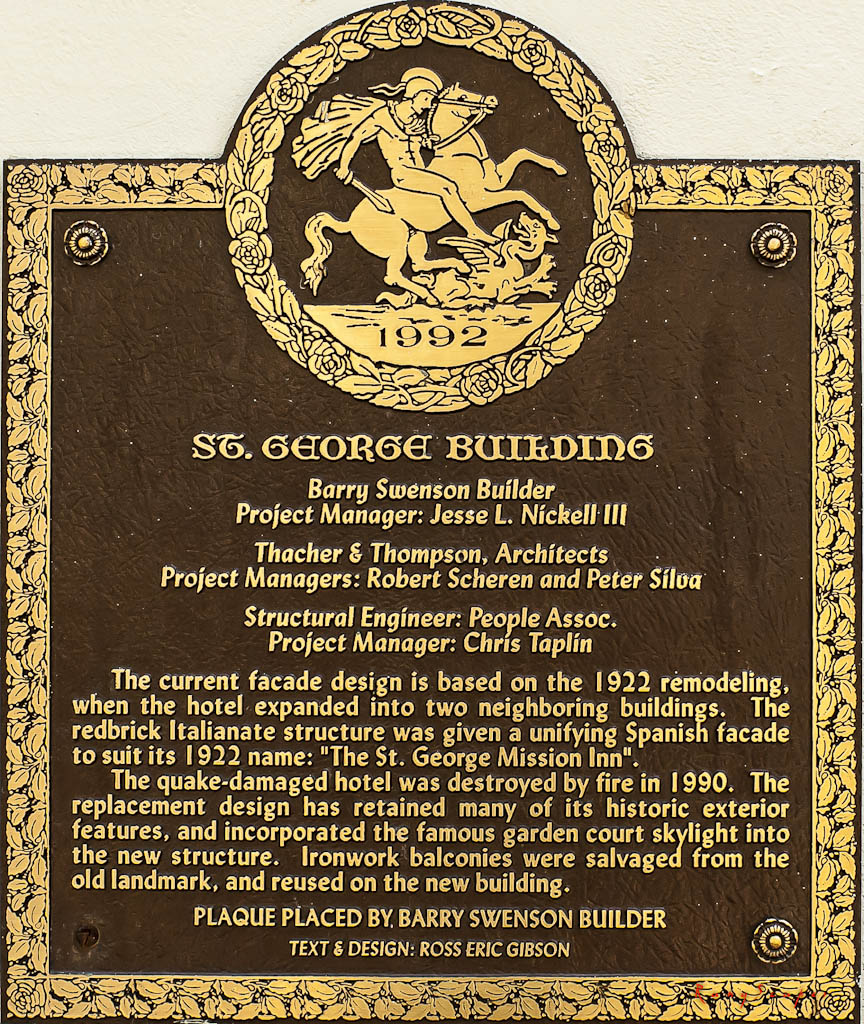 1992
ST. GEORGE BUILDING
Barry Swenson Builder
Project Manager: Jesse L. Nickell III
Thacher & Thompson, Architects
Project Managers: Robert Scheren and Peter Silva
Structural Engineer: People Assoc.
Project Manager: Chris Taplin
The current facade design is based on the 1922 remodeling,
when the hotel expanded into two neighboring buildings. The
redbrick Italianate structure was given a unifying Spanish facade
to suit its 1922 name: "The St. George Mission Inn".
The quake-damaged hotel was destroyed by fire in 1990. The
replacement design has retained many of its historic exterior
features, and incorporated the famous garden court skylight into
the new structure. Ironwork balconies were salvaged from the
old landmark, and reused on the new building.
PLAQUE PLACED BY BARRY SWENSON BUILDER
TEXT & DESIGN: ROSS ERIC GIBSON